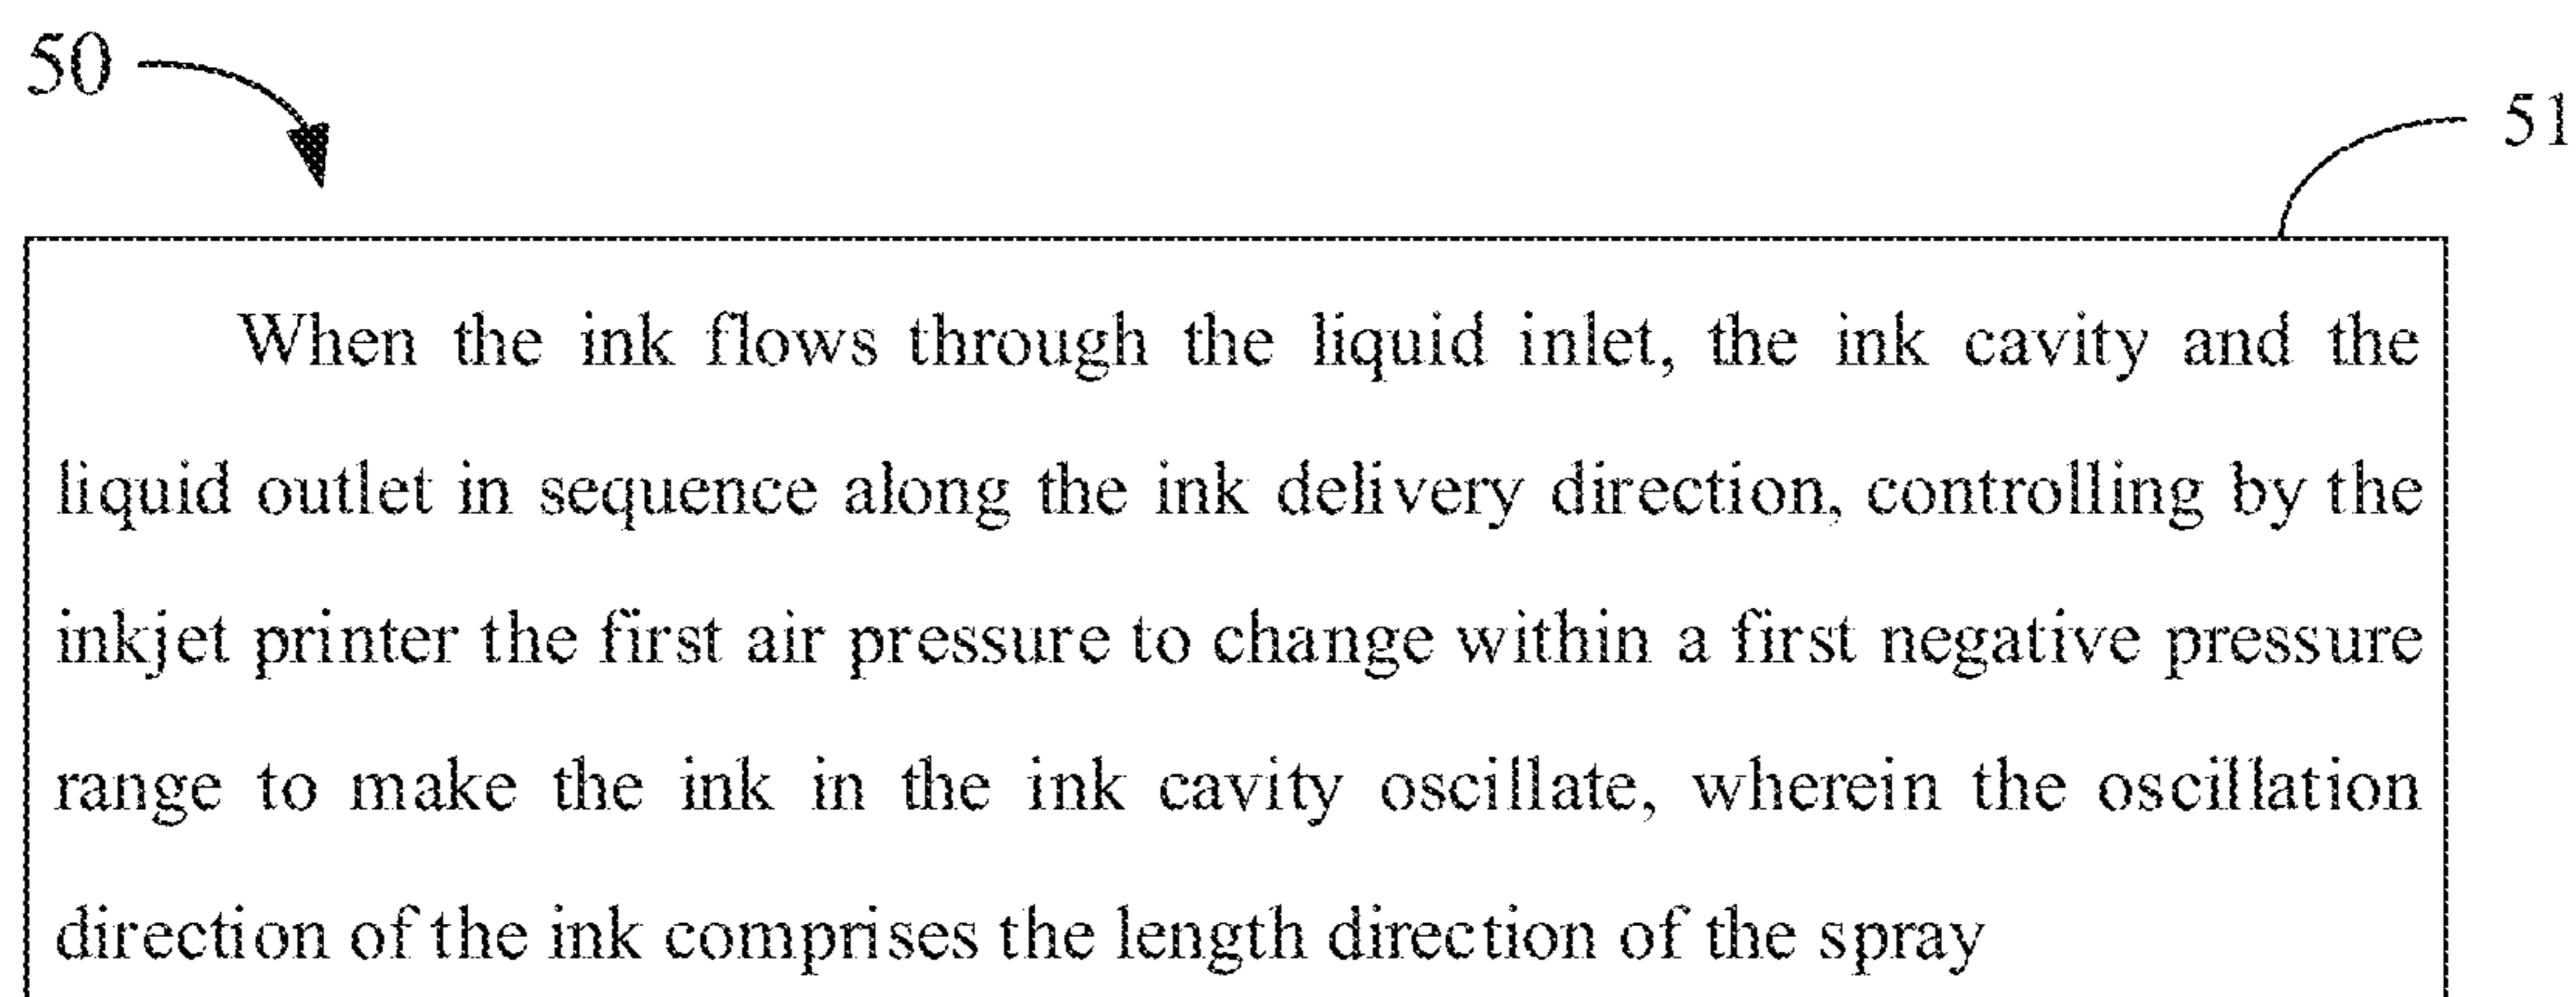 50
51
When the ink flows through the liquid inlet, the ink cavity and the
liquid outlet in sequence along the ink delivery direction, controlling by the
inkjet printer the first air pressure to change within a first negative pressure
range to make the ink in the ink cavity oscillate, wherein the oscillation
direction of the ink comprises the length direction of the spray